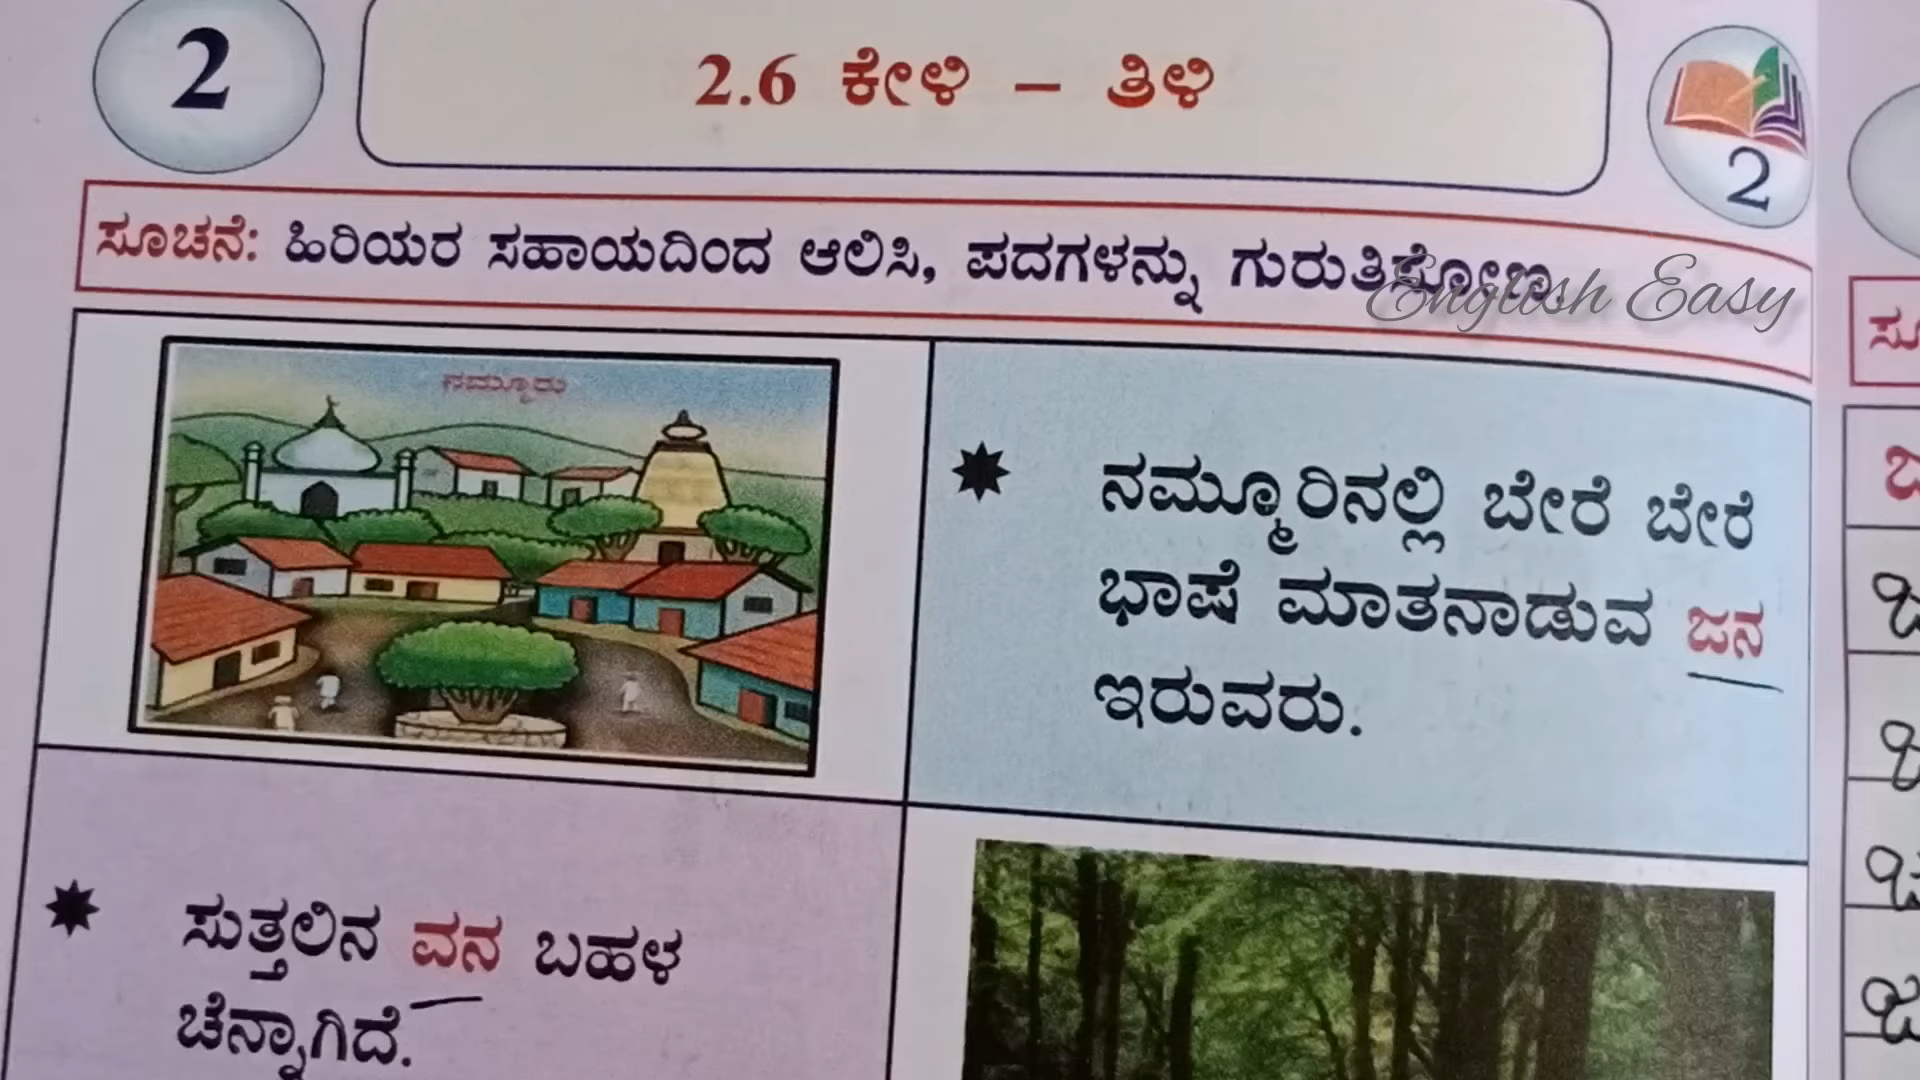 2
2.6 ಕೇಳಿ – ತಿಳಿ
2
ಸೂಚನೆ: ಹಿರಿಯರ ಸಹಾಯದಿಂದ ಆಲಿಸಿ, ಪದಗಳನ್ನು ಗುರುತಿಸೋಣ.
English Easy
ನಮ್ಮೂರು
ನಮ್ಮೂರಿನಲ್ಲಿ ಬೇರೆ ಬೇರೆ
ಭಾಷೆ ಮಾತನಾಡುವ ಜನ
ಇರುವರು.
ಸುತ್ತಲಿನ ವನ ಬಹಳ
ಚೆನ್ನಾಗಿದೆ.